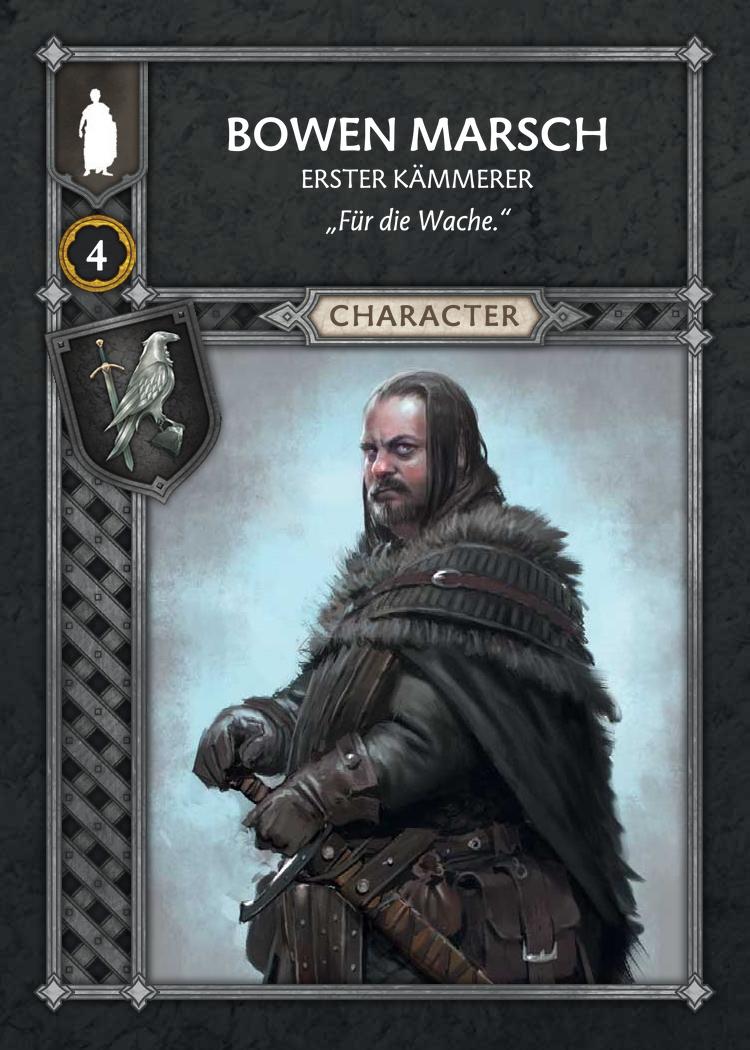 BOWEN MARSCH
ERSTER KÄMMERER
„Für die Wache.“
4
CHARACTER